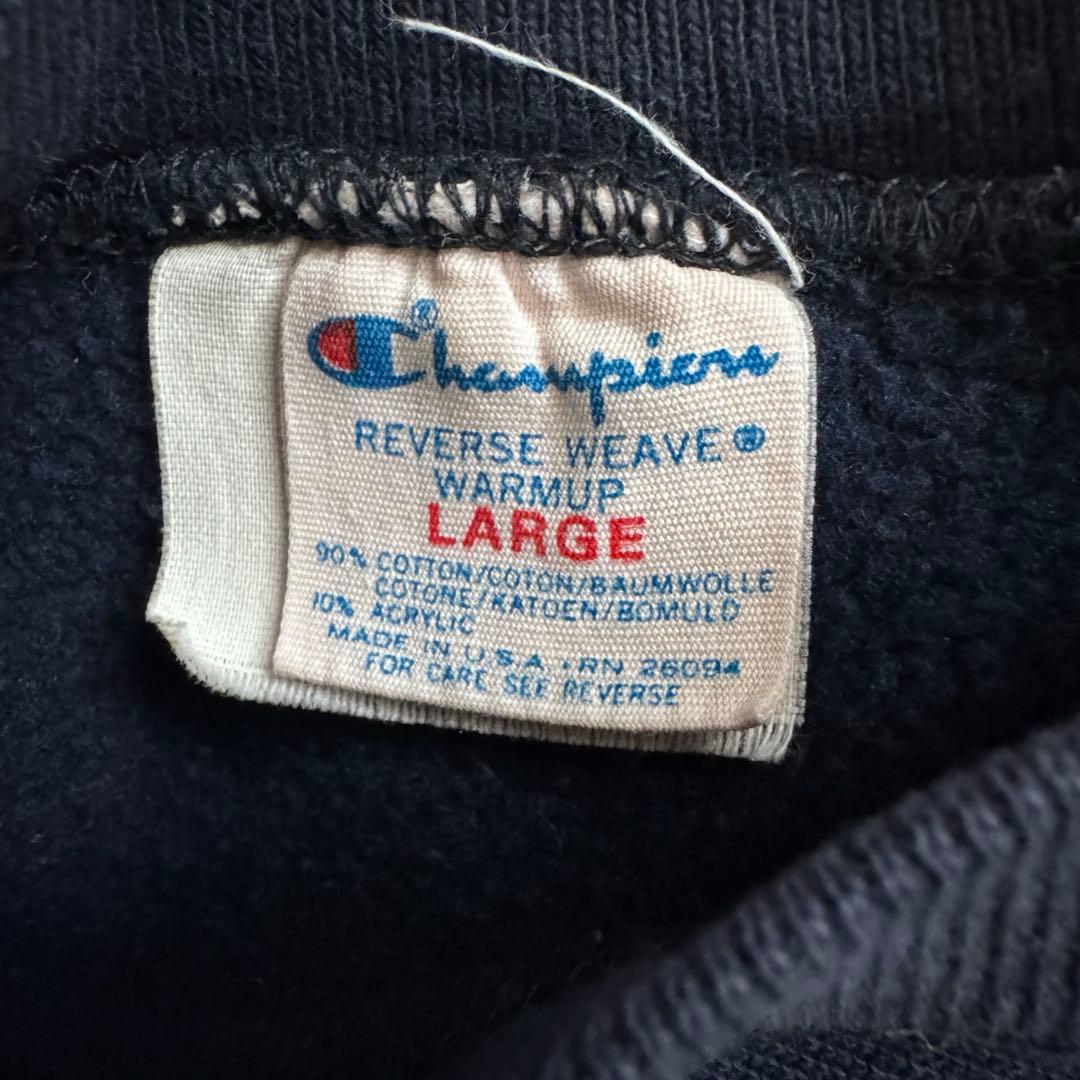 Champion®
REVERSE WEAVE®
WARMUP
LARGE
90% COTTON/COTON/BAUMWOLLE
COTONE/KATOEN/BOMULD
10% ACRYLIC
MADE IN U.S.A. • RN 26094
FOR CARE SEE REVERSE